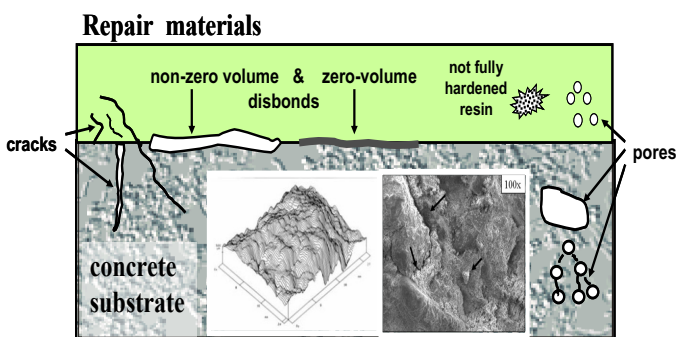 Repair materials
non-zero volume & zero-volume
disbonds
not fully
hardened
resin
cracks
pores
100x
concrete
substrate